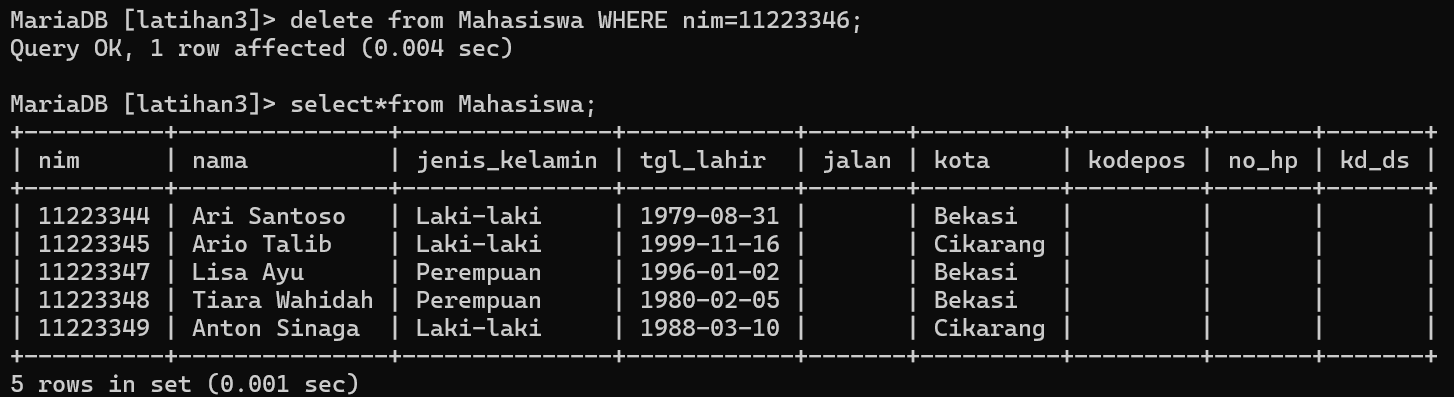 MariaDB [latihan3]> delete from Mahasiswa WHERE nim=11223346;
Query OK, 1 row affected (0.004 sec)

MariaDB [latihan3]> select*from Mahasiswa;
+----------+---------------+---------------+------------+-------+----------+---------+-------+-------+
| nim      | nama          | jenis_kelamin | tgl_lahir  | jalan | kota     | kodepos | no_hp | kd_ds |
+----------+---------------+---------------+------------+-------+----------+---------+-------+-------+
| 11223344 | Ari Santoso   | Laki-laki     | 1979-08-31 |       | Bekasi   |         |       |       |
| 11223345 | Ario Talib    | Laki-laki     | 1999-11-16 |       | Cikarang |         |       |       |
| 11223347 | Lisa Ayu      | Perempuan     | 1996-01-02 |       | Bekasi   |         |       |       |
| 11223348 | Tiara Wahidah | Perempuan     | 1980-02-05 |       | Bekasi   |         |       |       |
| 11223349 | Anton Sinaga  | Laki-laki     | 1988-03-10 |       | Cikarang |         |       |       |
+----------+---------------+---------------+------------+-------+----------+---------+-------+-------+
5 rows in set (0.001 sec)